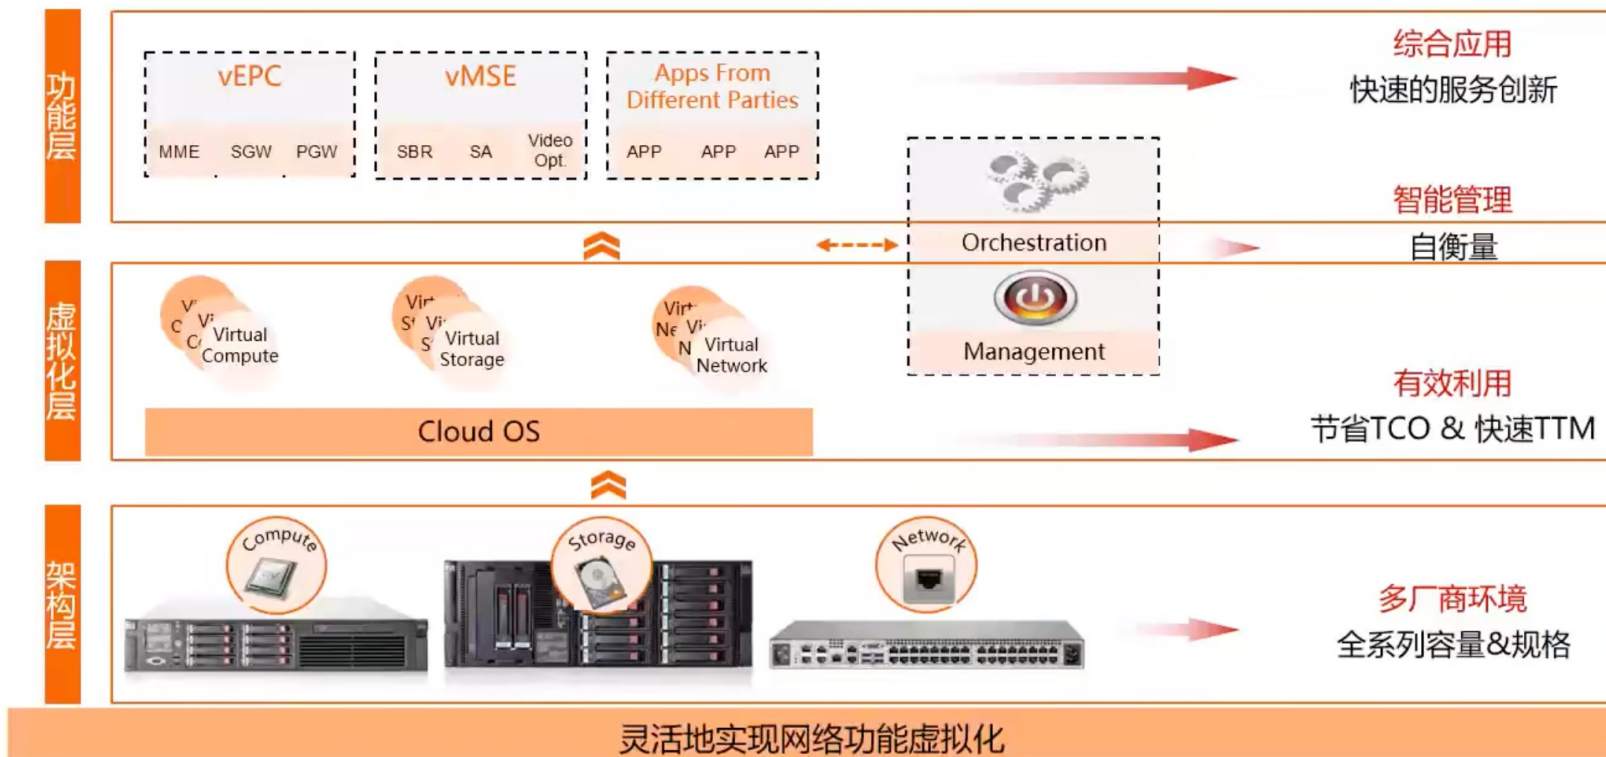 功能层
vEPC
MME SGW PGW
vMSE
SBR SA Video
Opt.
Apps From
Different Parties
APP APP APP
综合应用
快速的服务创新
Orchestration
Management
智能管理
自衡量
虚拟化层
Virtual
Compute
Virtual
Storage
Virtual
Network
Cloud OS
有效利用
节省TCO & 快速TTM
架构层
Compute
Storage
Network
多厂商环境
全系列容量&规格
灵活地实现网络功能虚拟化